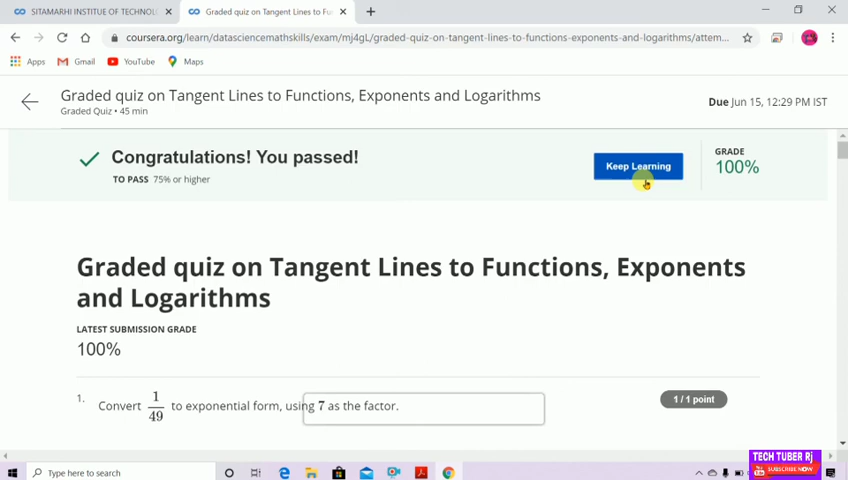 SITAMARHI INSTITUE OF TECHNOL
Graded quiz on Tangent Lines to Fu
coursera.org/learn/datasciencemathskills/exam/mj4gL/graded-quiz-on-tangent-lines-to-functions-exponents-and-logarithms/attem...
Apps Gmail YouTube Maps
Graded quiz on Tangent Lines to Functions, Exponents and Logarithms
Graded Quiz • 45 min
Due Jun 15, 12:29 PM IST
Congratulations! You passed!
TO PASS 75% or higher
Keep Learning
GRADE
100%
Graded quiz on Tangent Lines to Functions, Exponents
and Logarithms
LATEST SUBMISSION GRADE
100%
1. Convert 1/49 to exponential form, using 7 as the factor.
1 / 1 point
Type here to search
TECH TUBER Rj
SUBSCRIBE NOW